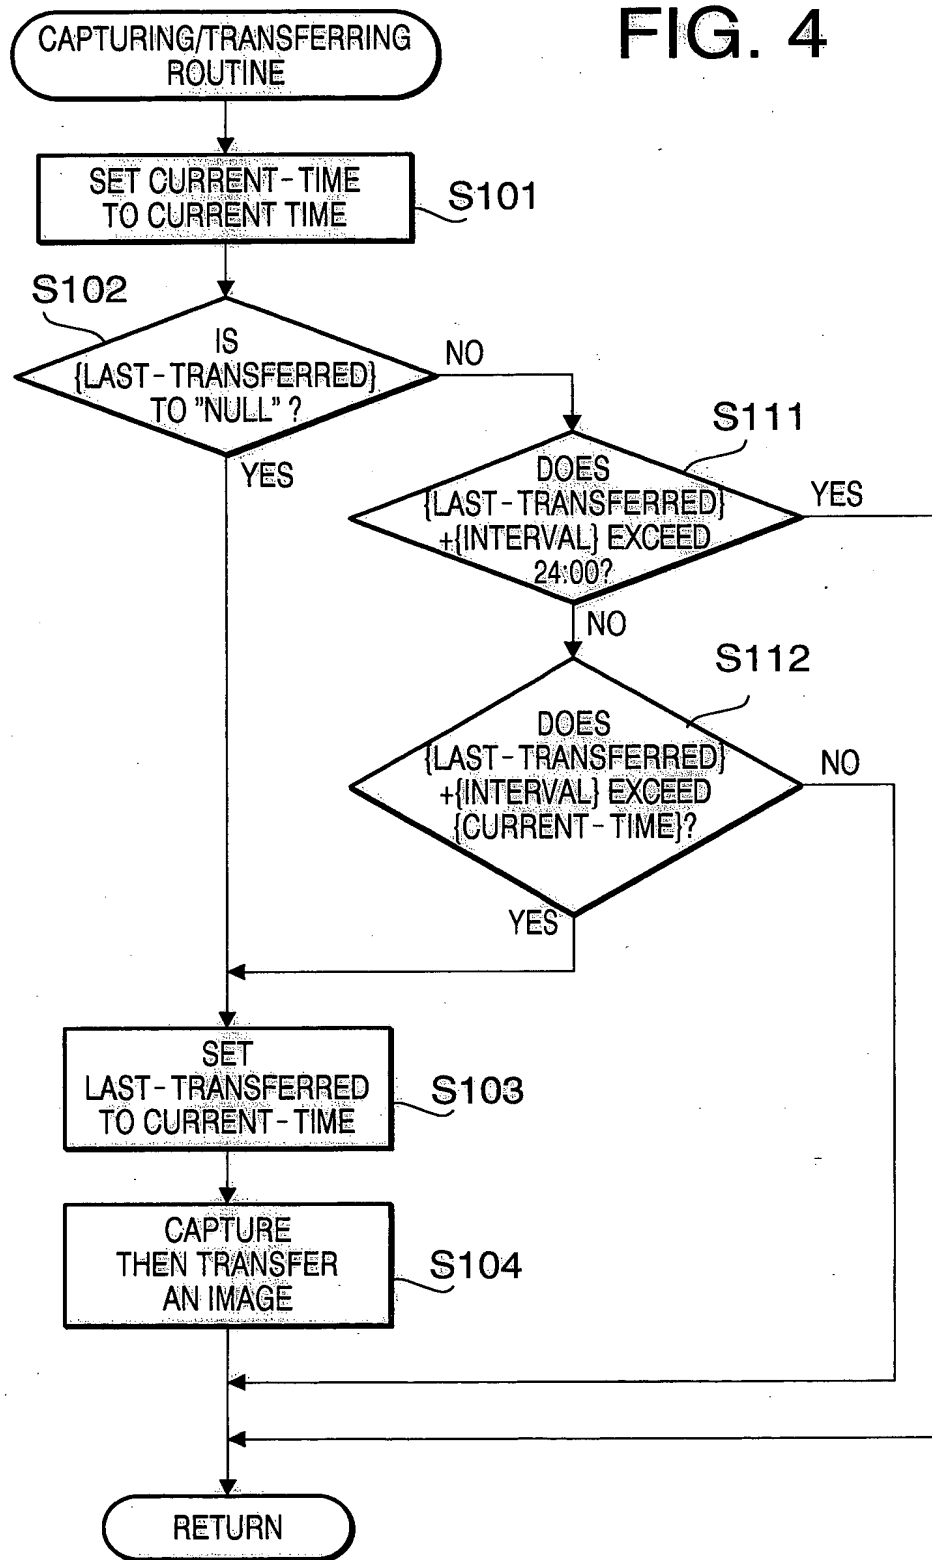 FIG. 4
CAPTURING/TRANSFERRING
ROUTINE
SET CURRENT-TIME
TO CURRENT TIME
S101
S102
IS
{LAST-TRANSFERRED}
TO "NULL" ?
NO
YES
S111
DOES
{LAST-TRANSFERRED}
+{INTERVAL} EXCEED
24:00?
YES
NO
S112
DOES
{LAST-TRANSFERRED}
+{INTERVAL} EXCEED
{CURRENT-TIME}?
NO
YES
SET
LAST-TRANSFERRED
TO CURRENT-TIME
S103
CAPTURE
THEN TRANSFER
AN IMAGE
S104
RETURN